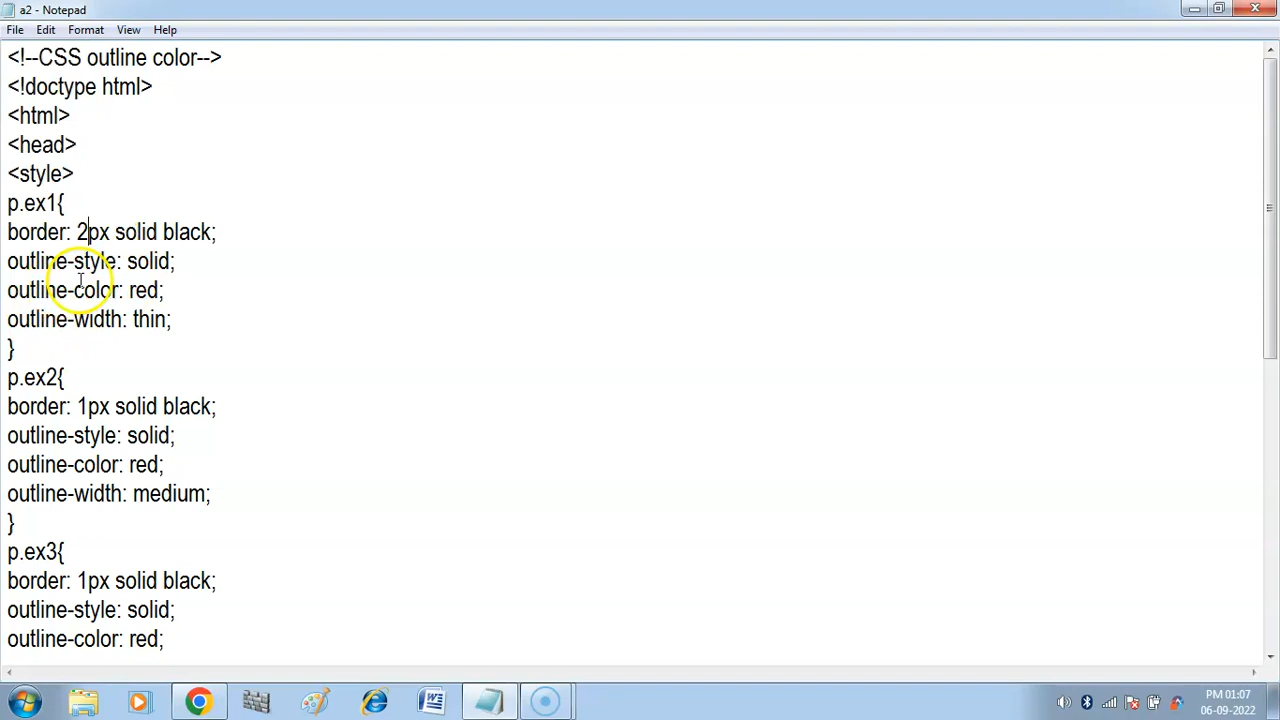 a2 - Notepad
File Edit Format View Help
<!--CSS outline color-->
<!doctype html>
<html>
<head>
<style>
p.ex1{
border: 2px solid black;
outline-style: solid;
outline-color: red;
outline-width: thin;
}
p.ex2{
border: 1px solid black;
outline-style: solid;
outline-color: red;
outline-width: medium;
}
p.ex3{
border: 1px solid black;
outline-style: solid;
outline-color: red;
PM 01:07
06-09-2022